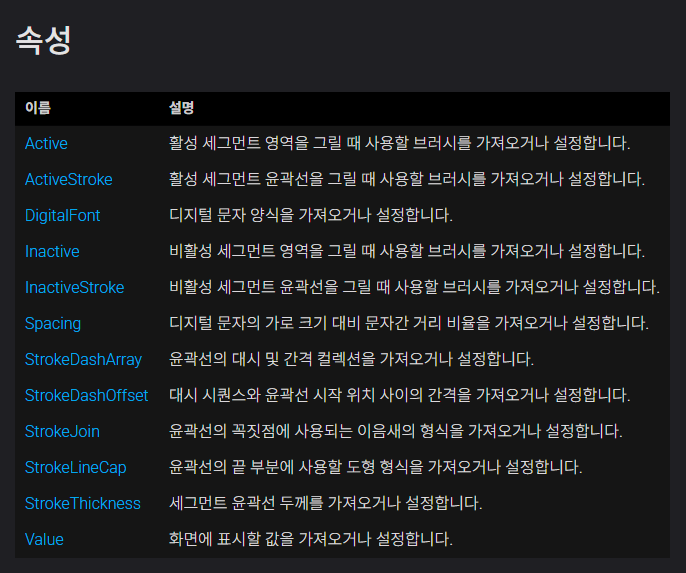 속성
이름 설명
Active 활성 세그먼트 영역을 그릴 때 사용할 브러시를 가져오거나 설정합니다.
ActiveStroke 활성 세그먼트 윤곽선을 그릴 때 사용할 브러시를 가져오거나 설정합니다.
DigitalFont 디지털 문자 양식을 가져오거나 설정합니다.
Inactive 비활성 세그먼트 영역을 그릴 때 사용할 브러시를 가져오거나 설정합니다.
InactiveStroke 비활성 세그먼트 윤곽선을 그릴 때 사용할 브러시를 가져오거나 설정합니다.
Spacing 디지털 문자의 가로 크기 대비 문자간 거리 비율을 가져오거나 설정합니다.
StrokeDashArray 윤곽선의 대시 및 간격 컬렉션을 가져오거나 설정합니다.
StrokeDashOffset 대시 시퀀스와 윤곽선 시작 위치 사이의 간격을 가져오거나 설정합니다.
StrokeJoin 윤곽선의 꼭짓점에 사용되는 이음새의 형식을 가져오거나 설정합니다.
StrokeLineCap 윤곽선의 끝 부분에 사용할 도형 형식을 가져오거나 설정합니다.
StrokeThickness 세그먼트 윤곽선 두께를 가져오거나 설정합니다.
Value 화면에 표시할 값을 가져오거나 설정합니다.